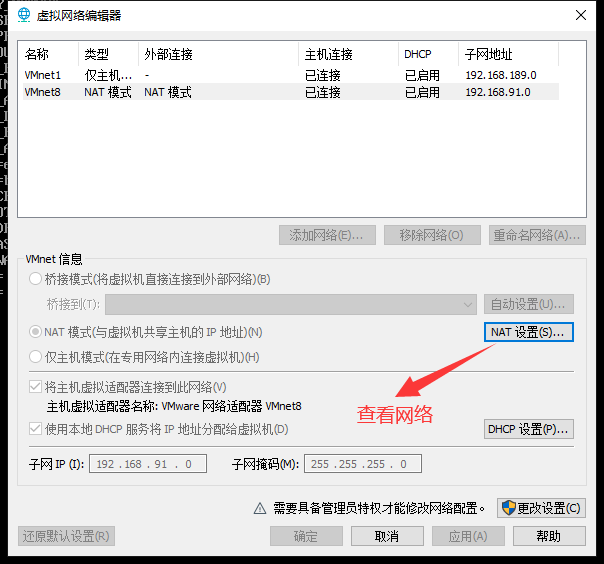 虚拟网络编辑器
名称 类型 外部连接 主机连接 DHCP 子网地址
VMnet1 仅主机... - 已连接 已启用 192.168.189.0
VMnet8 NAT 模式 NAT 模式 已连接 已启用 192.168.91.0
添加网络(E)... 移除网络(O) 重命名网络(A)...
VMnet 信息
桥接模式(将虚拟机直接连接到外部网络)(B)
桥接到(T): 自动设置(U)...
NAT 模式(与虚拟机共享主机的 IP 地址)(N) NAT 设置(S)...
仅主机模式(在专用网络内连接虚拟机)(H)
将主机虚拟适配器连接到此网络(V)
主机虚拟适配器名称: VMware 网络适配器 VMnet8
查看网络
使用本地 DHCP 服务将 IP 地址分配给虚拟机(D) DHCP 设置(P)...
子网 IP (I): 192 . 168 . 91 . 0 子网掩码(M): 255 . 255 . 255 . 0
需要具备管理员特权才能修改网络配置。 更改设置(C)
还原默认设置(R) 确定 取消 应用(A) 帮助